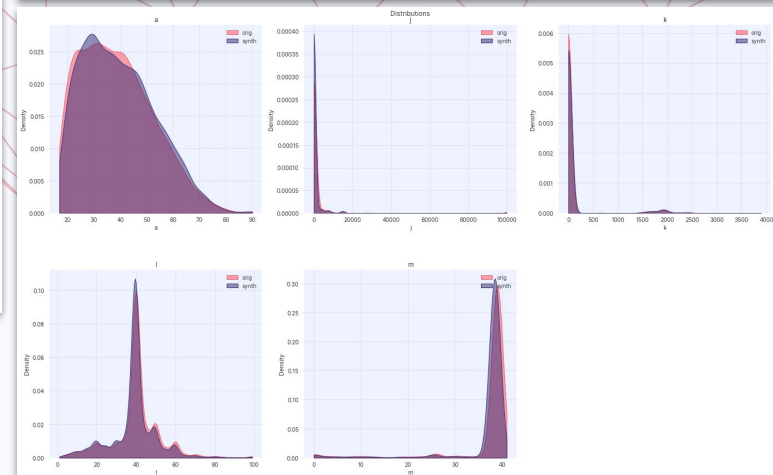 Distributions
a
orig
synth
Density
0.025
0.020
0.015
0.010
0.005
0.000
20 30 40 50 60 70 80 90
a
j
orig
synth
Density
0.00040
0.00035
0.00030
0.00025
0.00020
0.00015
0.00010
0.00005
0.00000
0 20000 40000 60000 80000 100000
j
k
orig
synth
Density
0.006
0.005
0.004
0.003
0.002
0.001
0.000
0 500 1000 1500 2000 2500 3000 3500 4000
k
l
orig
synth
Density
0.10
0.08
0.06
0.04
0.02
0.00
0 20 40 60 80 100
l
m
orig
synth
Density
0.30
0.25
0.20
0.15
0.10
0.05
0.00
0 10 20 30 40
m